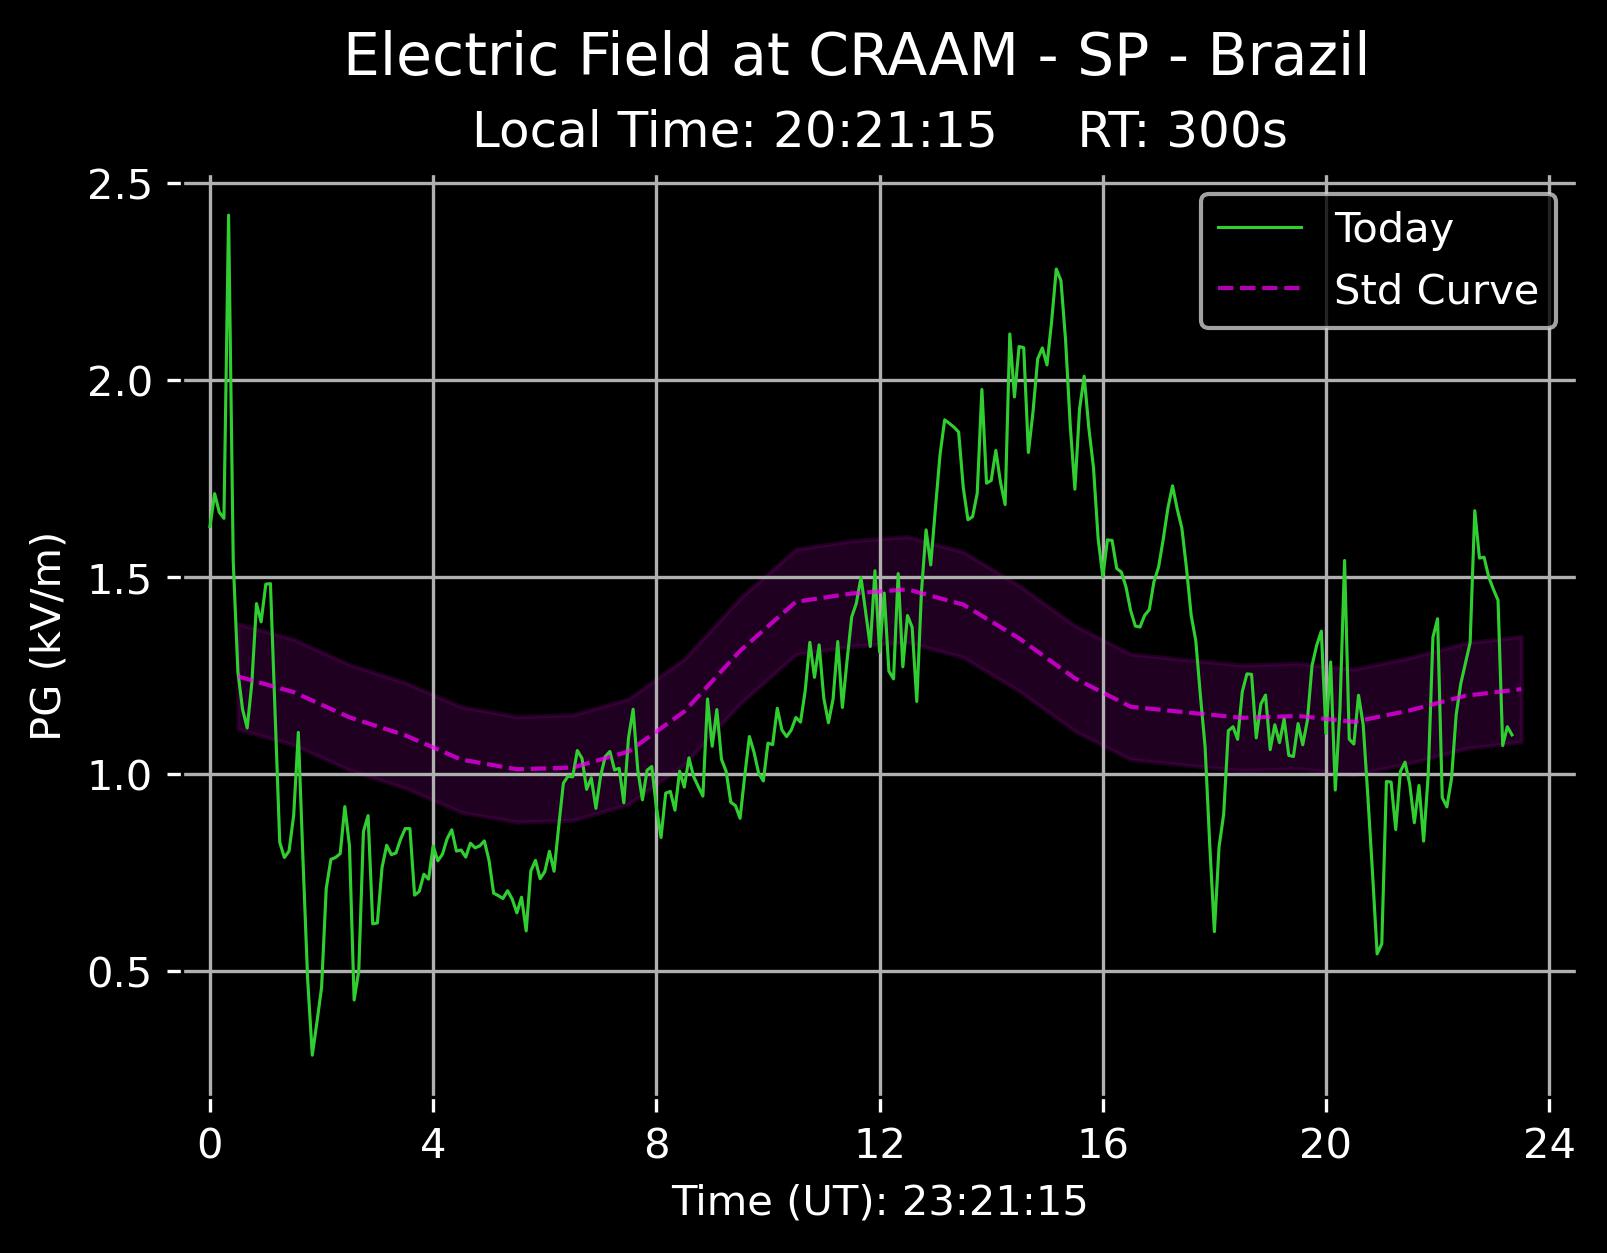 Electric Field at CRAAM - SP - Brazil
Local Time: 20:21:15 RT: 300s
2.5
2.0
1.5
1.0
0.5
PG (kV/m)
Today
Std Curve
0 4 8 12 16 20 24
Time (UT): 23:21:15